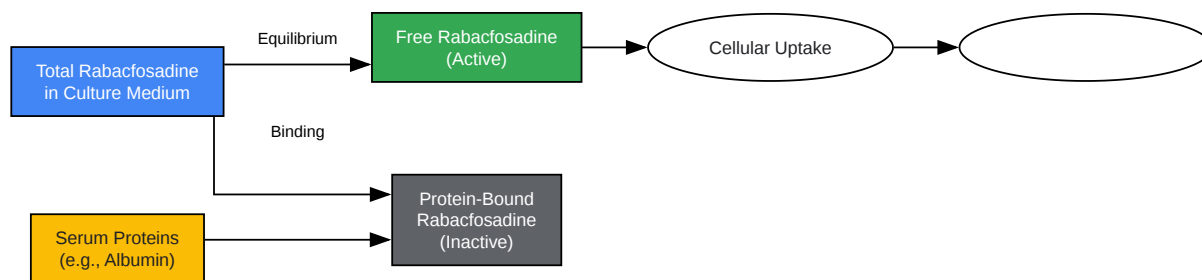 Equilibrium
Free Rabacfosadine
(Active)
Cellular Uptake
Total Rabacfosadine
in Culture Medium
Binding
Protein-Bound
Rabacfosadine
(Inactive)
Serum Proteins
(e.g., Albumin)